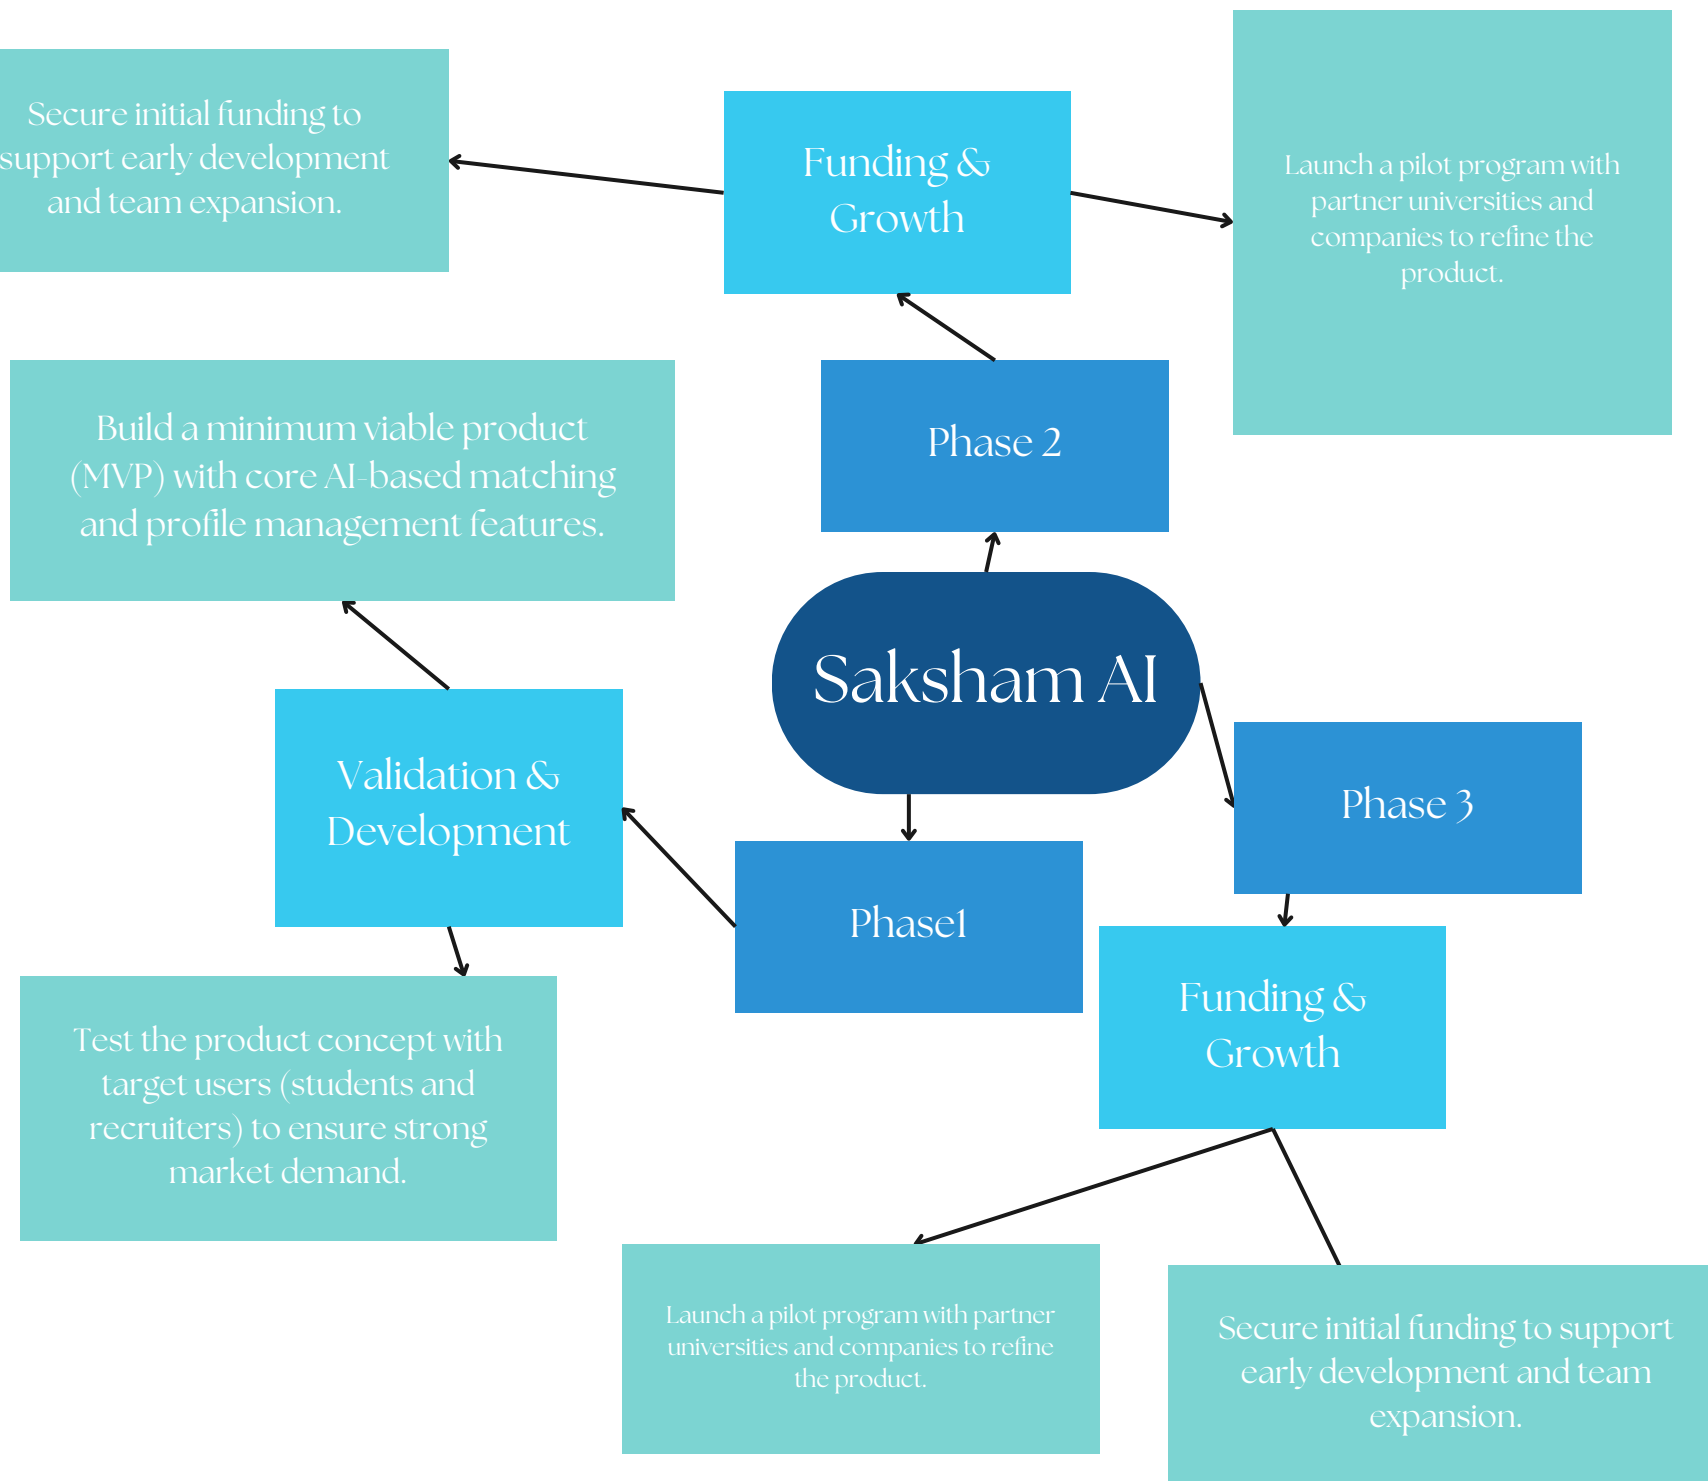 Secure initial funding to
support early development
and team expansion.
Funding &
Growth
Launch a pilot program with
partner universities and
companies to refine the
product.
Build a minimum viable product
(MVP) with core AI-based matching
and profile management features.
Phase 2
Saksham AI
Validation &
Development
Phase 3
Phase1
Funding &
Growth
Test the product concept with
target users (students and
recruiters) to ensure strong
market demand.
Launch a pilot program with partner
universities and companies to refine
the product.
Secure initial funding to support
early development and team
expansion.